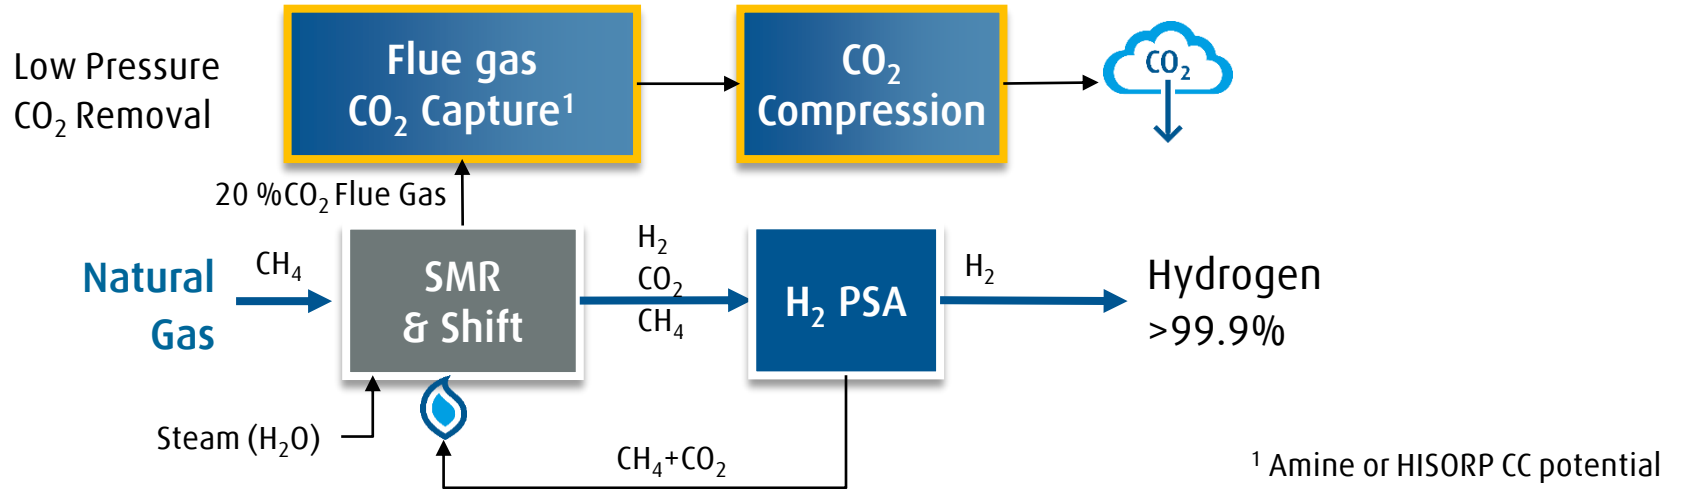 Low Pressure
CO₂ Removal
Flue gas
CO₂ Capture¹
CO₂
Compression
CO₂
20 %CO₂ Flue Gas
Natural
Gas
CH₄
SMR
& Shift
H₂
CO₂
CH₄
H₂ PSA
H₂
Hydrogen
>99.9%
Steam (H₂O)
CH₄+CO₂
¹ Amine or HISORP CC potential